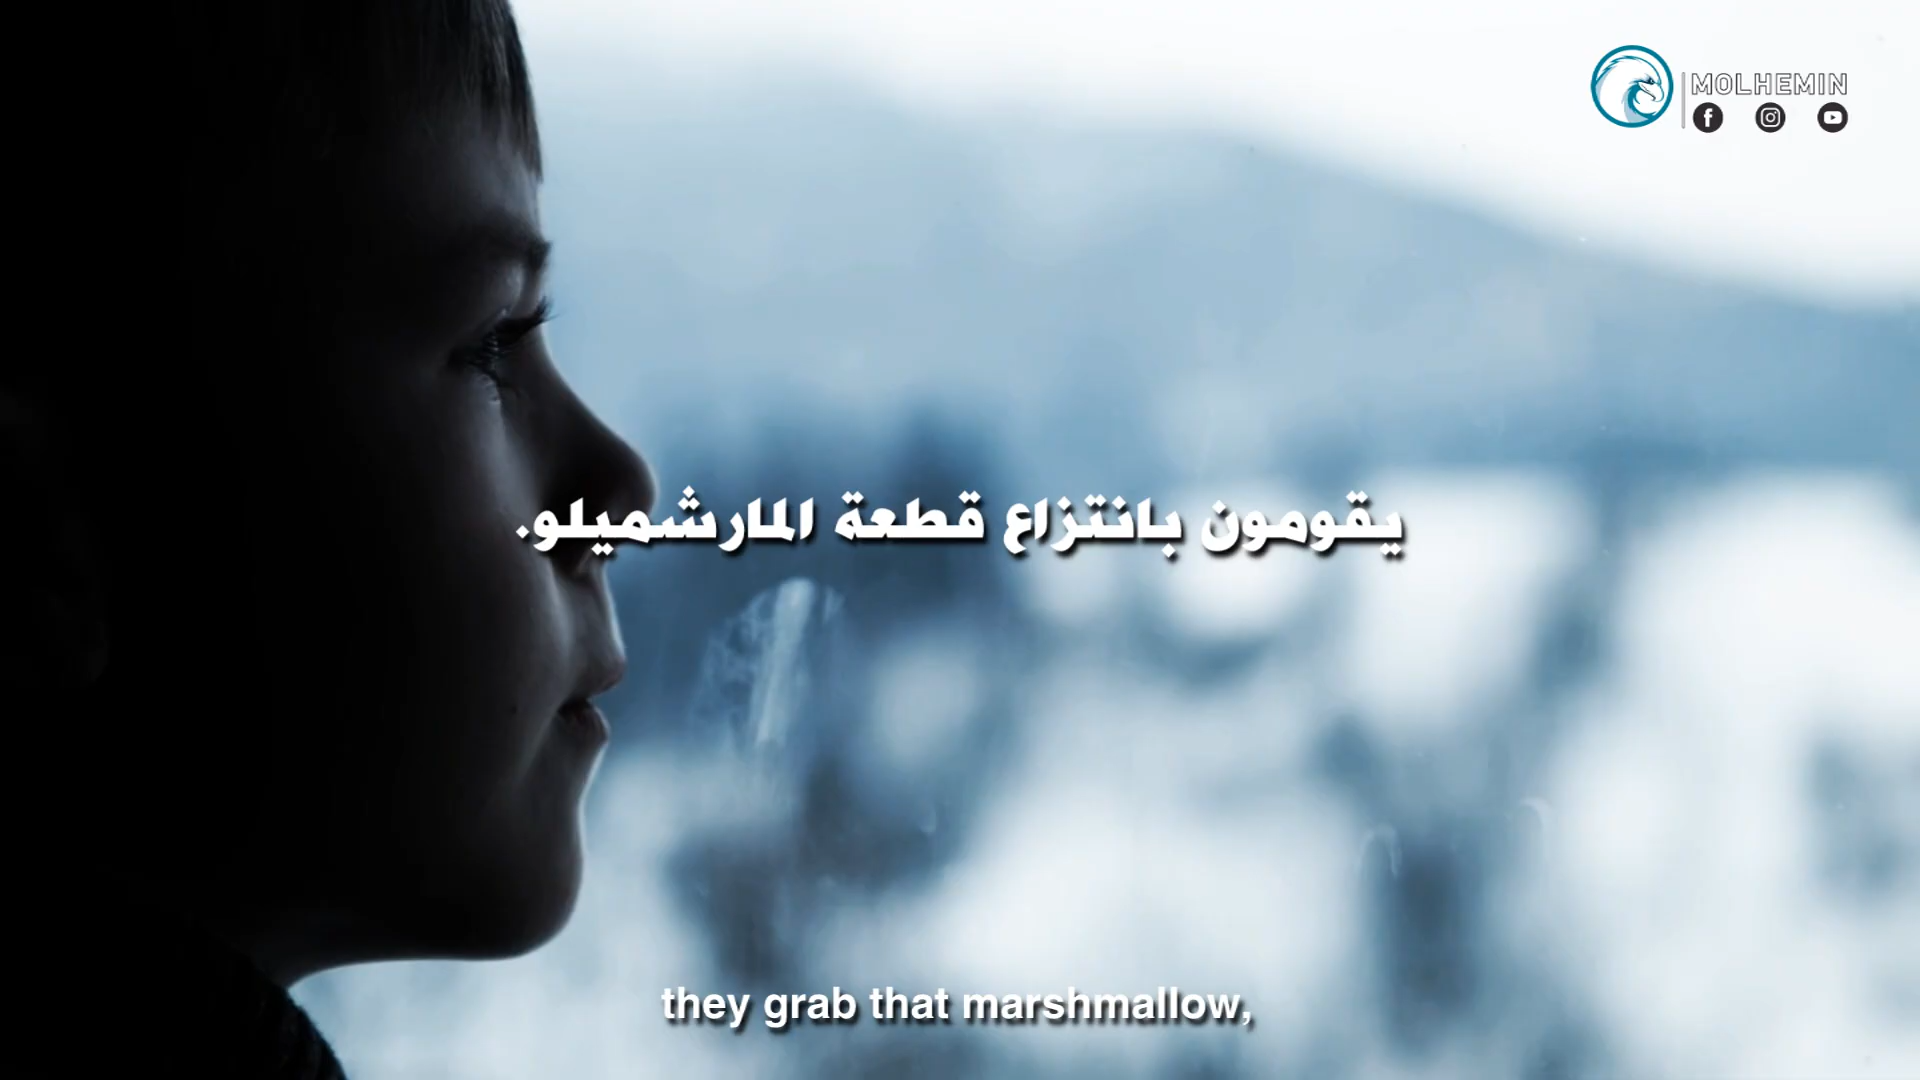 MOLHEMIN
يقومون بانتزاع قطعة المارشميلو.
they grab that marshmallow,